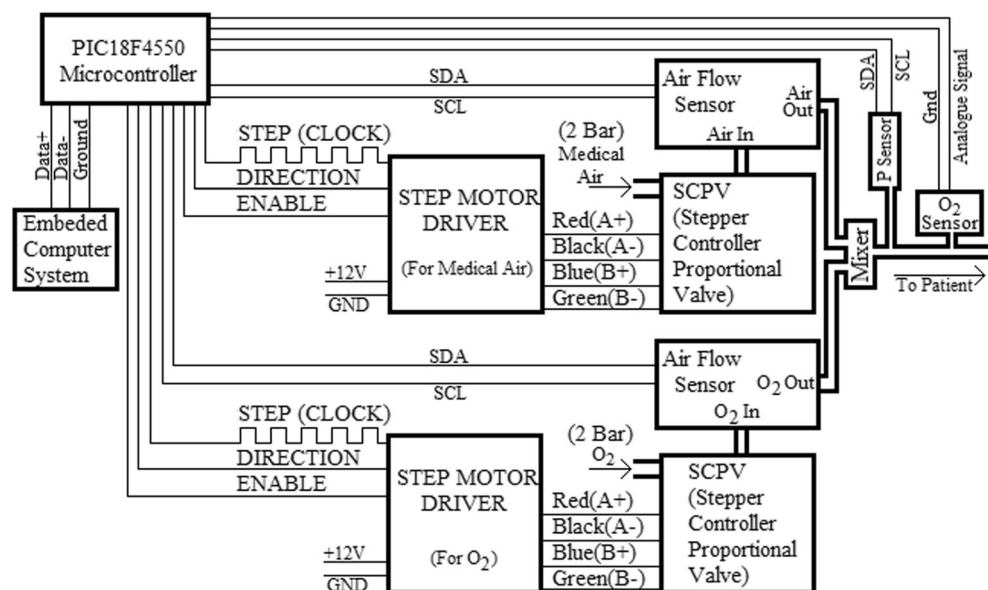 PIC18F4550
Microcontroller
Data+
Data-
Ground
Embeded
Computer
System
SDA
SCL
Air Flow
Sensor
Air
Out
Air In
SDA
SCL
P Sensor
Gnd
Analogue Signal
O2
Sensor
STEP (CLOCK)
DIRECTION
ENABLE
+12V
GND
STEP MOTOR
DRIVER
(For Medical Air)
(2 Bar)
Medical
Air
Red(A+)
Black(A-)
Blue(B+)
Green(B-)
SCPV
(Stepper
Controller
Proportional
Valve)
Mixer
To Patient
SDA
SCL
Air Flow
Sensor
O2 Out
O2 In
STEP (CLOCK)
DIRECTION
ENABLE
+12V
GND
STEP MOTOR
DRIVER
(For O2)
(2 Bar)
O2
Red(A+)
Black(A-)
Blue(B+)
Green(B-)
SCPV
(Stepper
Controller
Proportional
Valve)